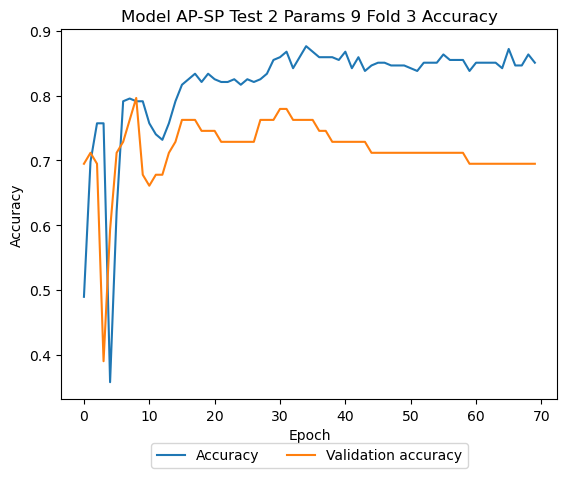 Model AP-SP Test 2 Params 9 Fold 3 Accuracy
0.9
0.8
0.7
0.6
0.5
0.4
Accuracy
0 10 20 30 40 50 60 70
Epoch
Accuracy Validation accuracy